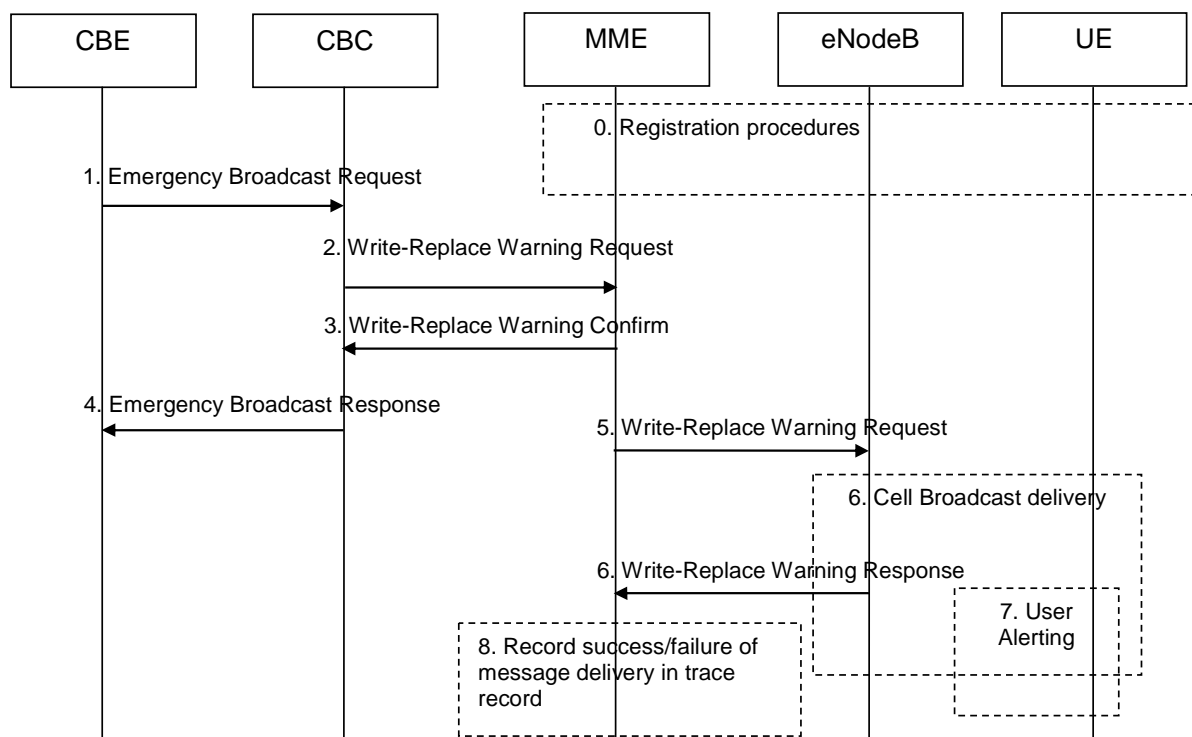 CBE
CBC
MME
eNodeB
UE
0. Registration procedures
1. Emergency Broadcast Request
2. Write-Replace Warning Request
3. Write-Replace Warning Confirm
4. Emergency Broadcast Response
5. Write-Replace Warning Request
6. Cell Broadcast delivery
6. Write-Replace Warning Response
7. User
Alerting
8. Record success/failure of
message delivery in trace
record